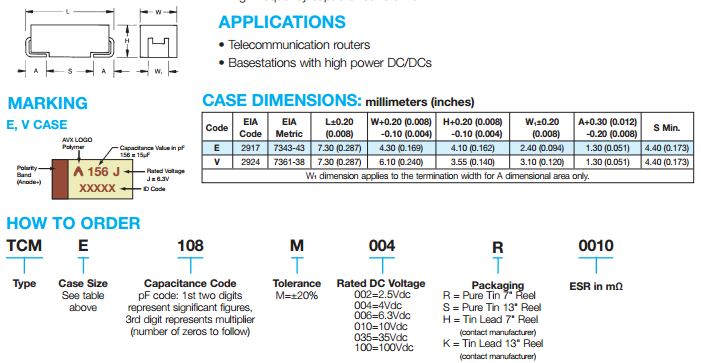 L
W
H
A
S
A
W₁
APPLICATIONS
• Telecommunication routers
• Basestations with high power DC/DCs
MARKING
E, V CASE
AVX LOGO
Polymer
Capacitance Value in pF
156 = 15µF
Polarity
Band
(Anode+)
156 J
XXXXX
Rated Voltage
J = 6.3V
ID Code
CASE DIMENSIONS: millimeters (inches)
Code EIA Code EIA Metric L±0.20 (0.008) W+0.20 (0.008) -0.10 (0.004) H+0.20 (0.008) -0.10 (0.004) W₁±0.20 (0.008) A+0.30 (0.012) -0.20 (0.008) S Min.
E 2917 7343-43 7.30 (0.287) 4.30 (0.169) 4.10 (0.162) 2.40 (0.094) 1.30 (0.051) 4.40 (0.173)
V 2924 7361-38 7.30 (0.287) 6.10 (0.240) 3.55 (0.140) 3.10 (0.120) 1.30 (0.051) 4.40 (0.173)
W₁ dimension applies to the termination width for A dimensional area only.
HOW TO ORDER
TCM E 108 M 004 R 0010
Type
Case Size
See table
above
Capacitance Code
pF code: 1st two digits
represent significant figures,
3rd digit represents multiplier
(number of zeros to follow)
Tolerance
M=±20%
Rated DC Voltage
002=2.5Vdc
004=4Vdc
006=6.3Vdc
010=10Vdc
035=35Vdc
100=100Vdc
Packaging
R = Pure Tin 7" Reel
S = Pure Tin 13" Reel
H = Tin Lead 7" Reel
(contact manufacturer)
K = Tin Lead 13" Reel
(contact manufacturer)
ESR in mΩ